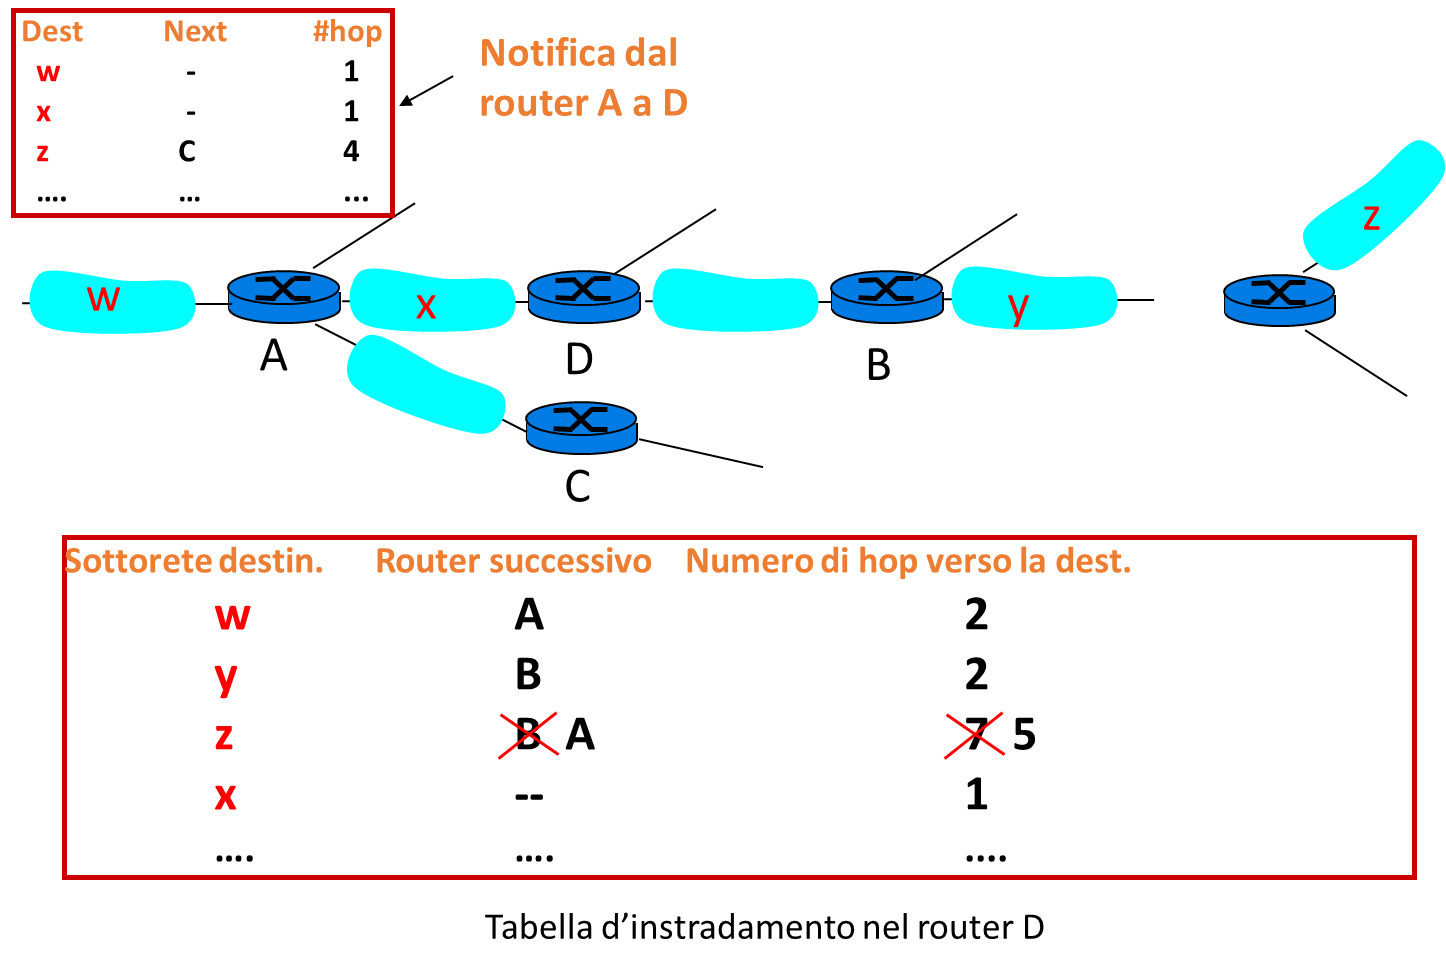 Dest Next #hop
w - 1
x - 1
z C 4
.... ... ...
Notifica dal
router A a D
z
w
x
y
A
D
B
C
Sottorete destin. Router successivo Numero di hop verso la dest.
w A 2
y B 2
z B A 7 5
x -- 1
.... .... ....
Tabella d’instradamento nel router D